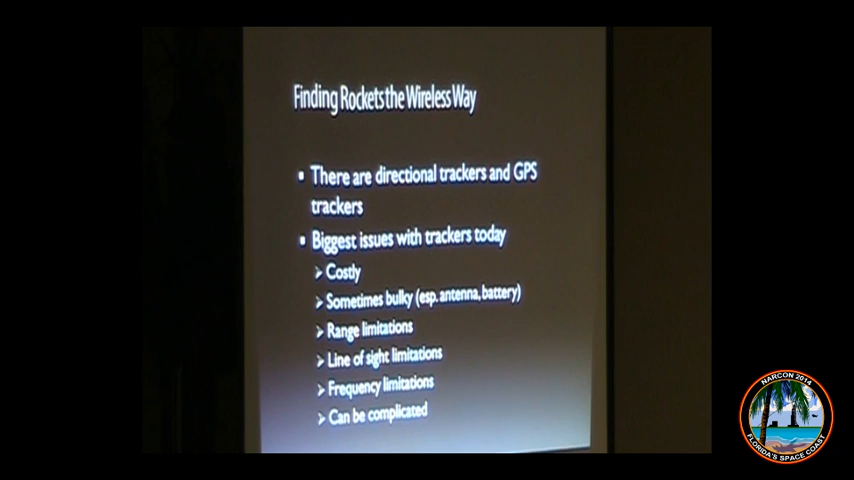 Finding Rockets the Wireless Way
▪ There are directional trackers and GPS
trackers
▪ Biggest issues with trackers today
➢ Costly
➢ Sometimes bulky (esp. antenna, battery)
➢ Range limitations
➢ Line of sight limitations
➢ Frequency limitations
➢ Can be complicated
NARCON 2014
FLORIDA'S SPACE COAST